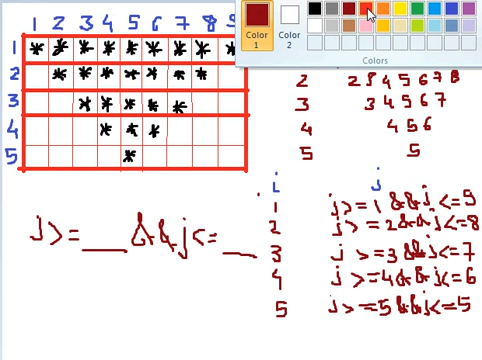 1 2 3 4 5 6 7 8 9
1 * * * * * * * * *
2 * * * * * * *
3 * * * * *
4 * * *
5 *
Color 1
Color 2
Colors
2 2 3 4 5 6 7 8
3 3 4 5 6 7
4 4 5 6
5 5
j>=___&&j<=__
i j
1 j>=1&&j<=9
2 j>=2&&j<=8
3 j>=3&&j<=7
4 j>=4&&j<=6
5 j>=5&&j<=5